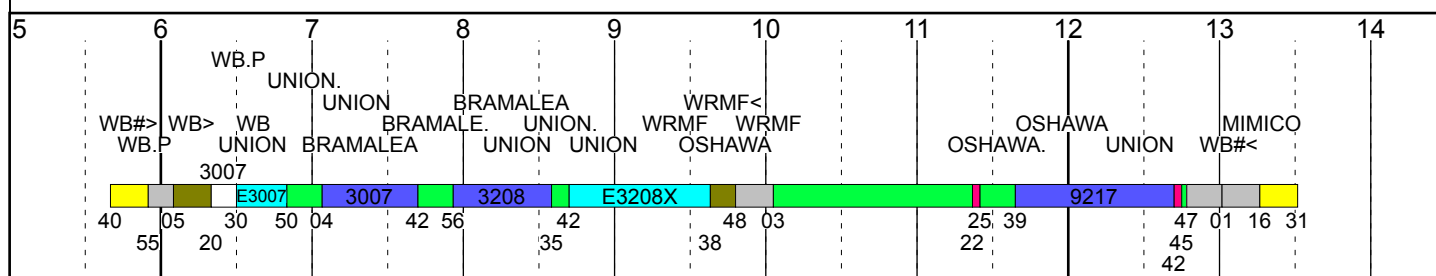 5 6 7 8 9 10 11 12 13 14
WB.P
UNION.
UNION BRAMALEA WRMF<
WB#> WB> WB BRAMALE. UNION. WRMF WRMF OSHAWA MIMICO
WB.P UNION BRAMALEA UNION UNION OSHAWA OSHAWA. UNION WB#<
3007
E3007 3007 3208 E3208X 9217
40 05 30 50 04 42 56 42 48 03 25 39 47 01 16 31
55 20 35 38 22 45
42